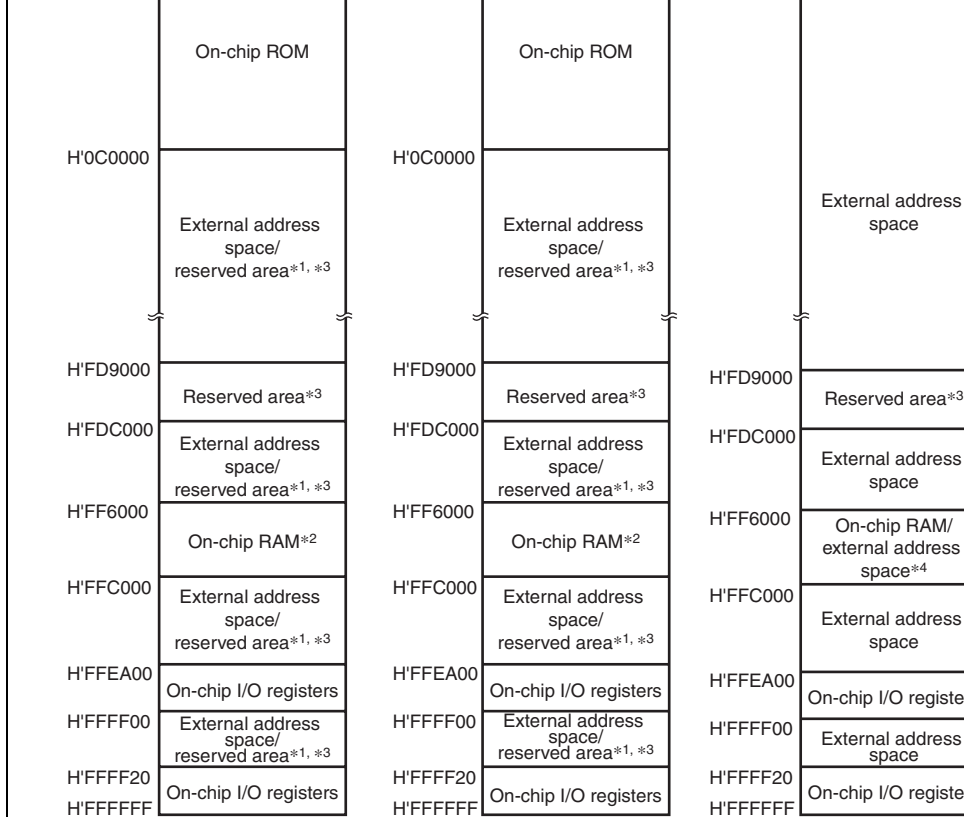 On-chip ROM
H'0C0000
External address
space/
reserved area*1, *3
H'FD9000
Reserved area*3
H'FDC000
External address
space/
reserved area*1, *3
H'FF6000
On-chip RAM*2
H'FFC000
External address
space/
reserved area*1, *3
H'FFEA00
On-chip I/O registers
H'FFFF00
External address
space/
reserved area*1, *3
H'FFFF20
On-chip I/O registers
H'FFFFFF
On-chip ROM
H'0C0000
External address
space/
reserved area*1, *3
H'FD9000
Reserved area*3
H'FDC000
External address
space/
reserved area*1, *3
H'FF6000
On-chip RAM*2
H'FFC000
External address
space/
reserved area*1, *3
H'FFEA00
On-chip I/O registers
H'FFFF00
External address
space/
reserved area*1, *3
H'FFFF20
On-chip I/O registers
H'FFFFFF
External address
space
H'FD9000
Reserved area*3
H'FDC000
External address
space
H'FF6000
On-chip RAM/
external address
space*4
H'FFC000
External address
space
H'FFEA00
On-chip I/O registe
H'FFFF00
External address
space
H'FFFF20
On-chip I/O registe
H'FFFFFF